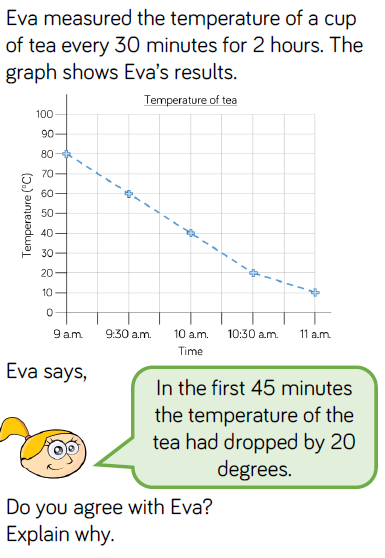 Eva measured the temperature of a cup
of tea every 30 minutes for 2 hours. The
graph shows Eva's results.
Temperature of tea
Temperature (°C)
100
90
80
70
60
50
40
30
20
10
0
9 a.m. 9:30 a.m. 10 a.m. 10:30 a.m. 11 a.m.
Time
Eva says,
In the first 45 minutes
the temperature of the
tea had dropped by 20
degrees.
Do you agree with Eva?
Explain why.